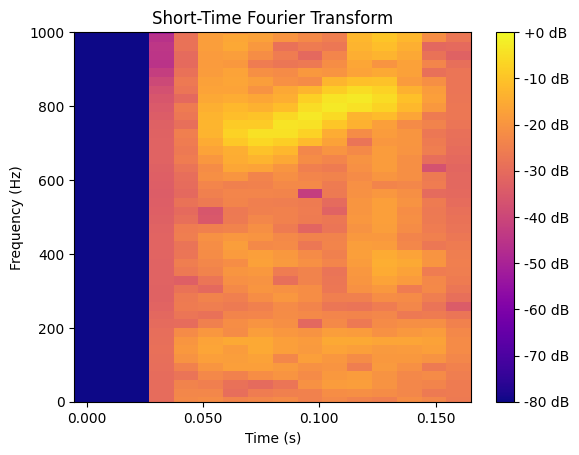 Short-Time Fourier Transform
1000
800
600
400
200
0
Frequency (Hz)
0.000
0.050
0.100
0.150
Time (s)
+0 dB
-10 dB
-20 dB
-30 dB
-40 dB
-50 dB
-60 dB
-70 dB
-80 dB